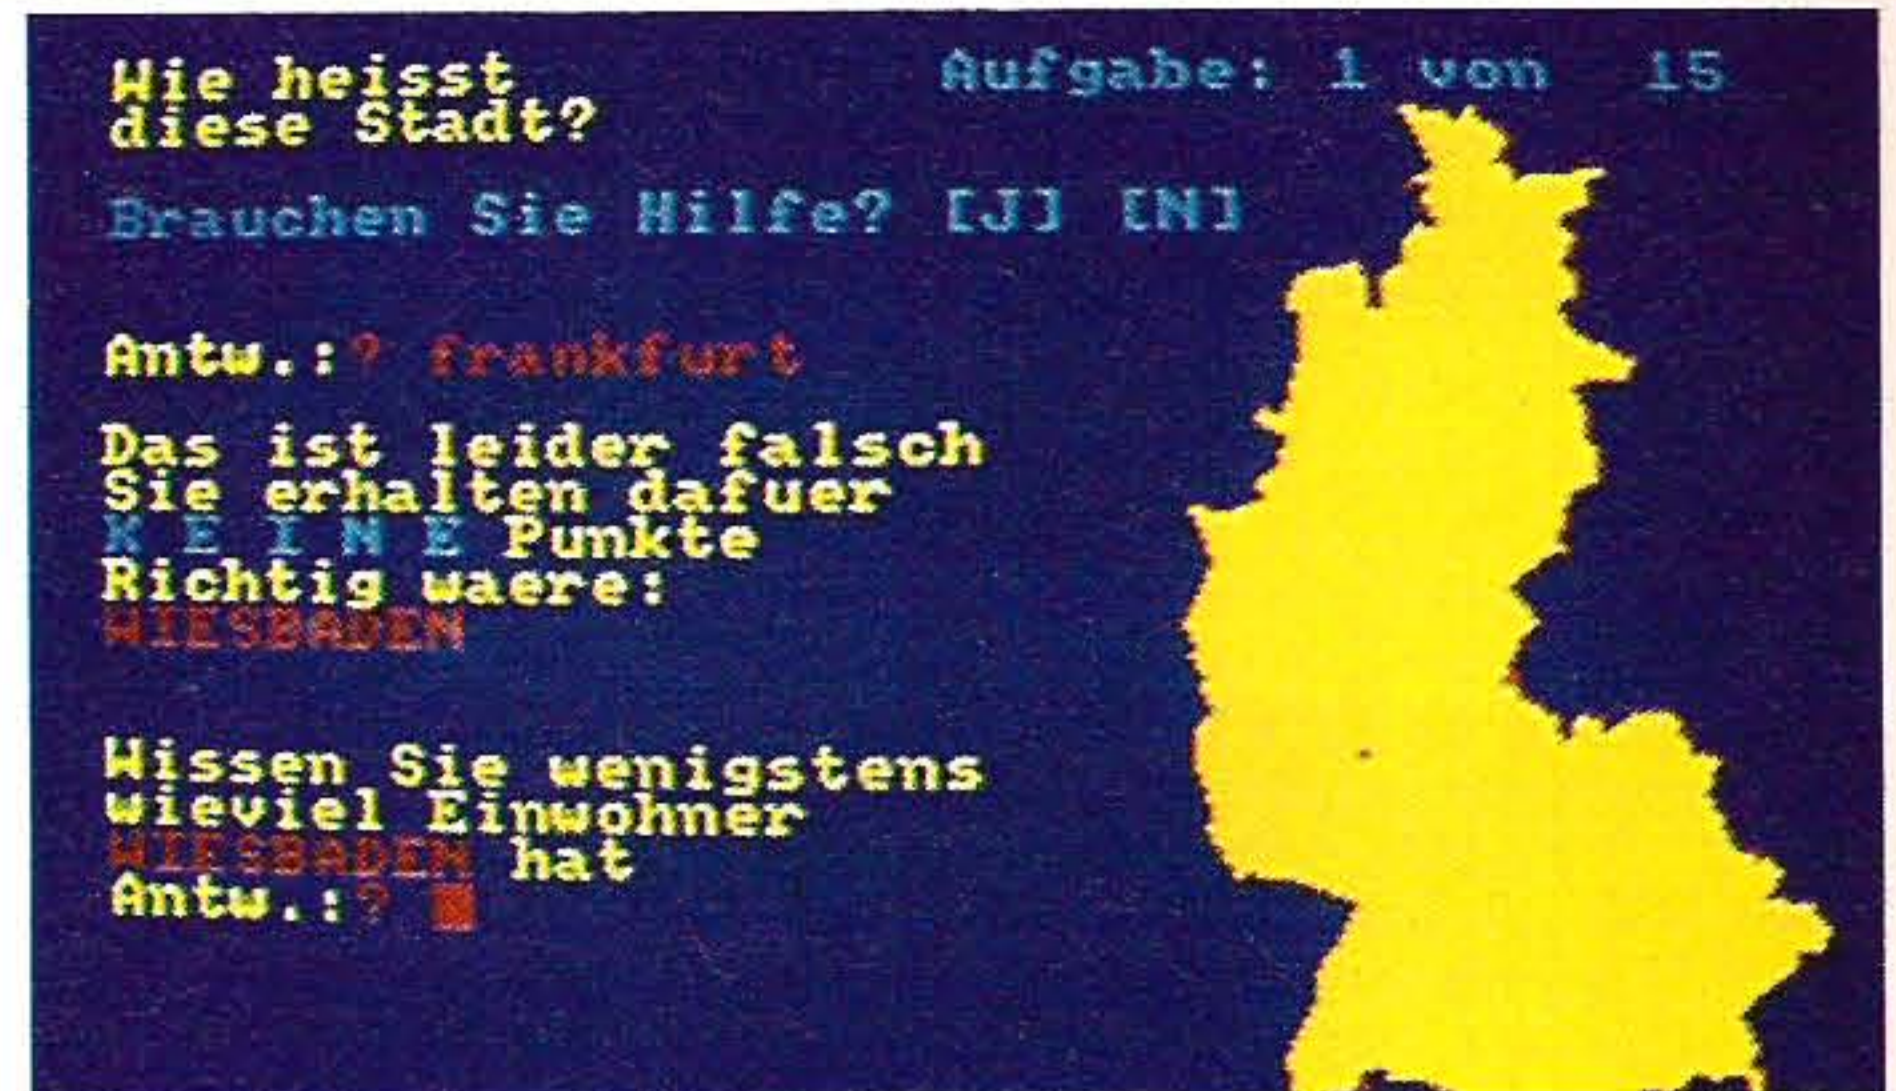 Wie heisst
diese Stadt?
Aufgabe: 1 von 15
Brauchen Sie Hilfe? [J] [N]
Antw.:? frankfurt
Das ist leider falsch
Sie erhalten dafuer
K E I N E Punkte
Richtig waere:
WIESBADEN
Wissen Sie wenigstens
wieviel Einwohner
WIESBADEN hat
Antw.:?